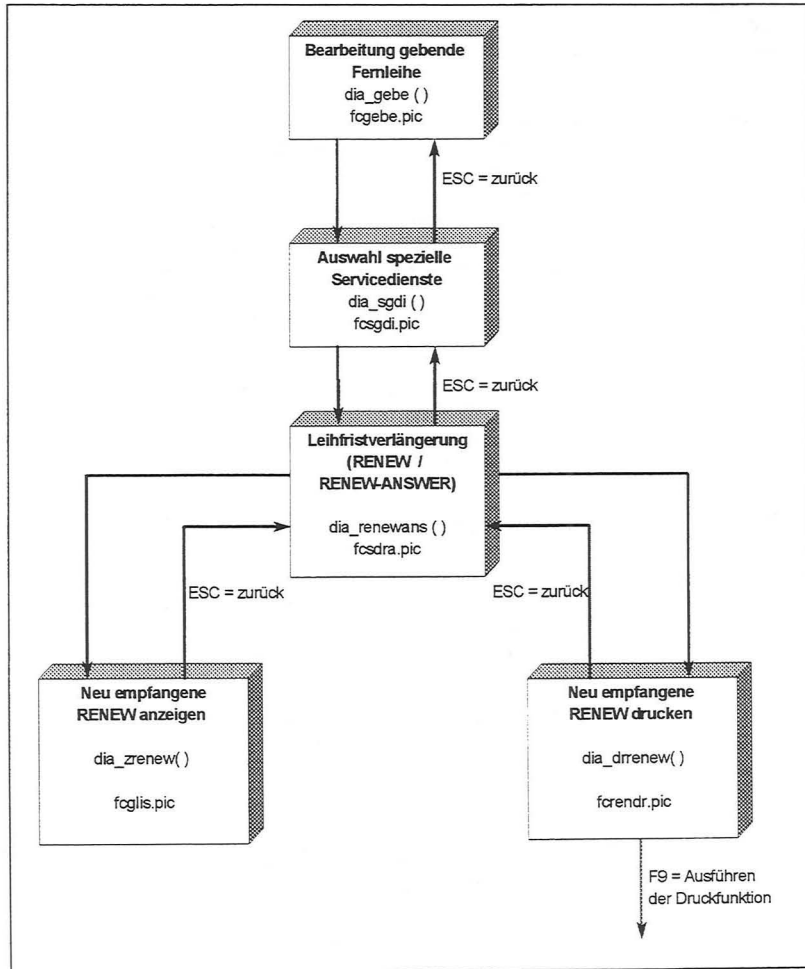 Bearbeitung gebende
Fernleihe
dia_gebe ( )
fcgebe.pic
ESC = zurück
Auswahl spezielle
Servicedienste
dia_sgdi ( )
fcsgdi.pic
ESC = zurück
Leihfristverlängerung
(RENEW /
RENEW-ANSWER)
dia_renewans ( )
fcsdra.pic
ESC = zurück
ESC = zurück
Neu empfangene
RENEW anzeigen
dia_zrenew( )
fcglis.pic
Neu empfangene
RENEW drucken
dia_drrenew( )
fcrendr.pic
F9 = Ausführen
der Druckfunktion